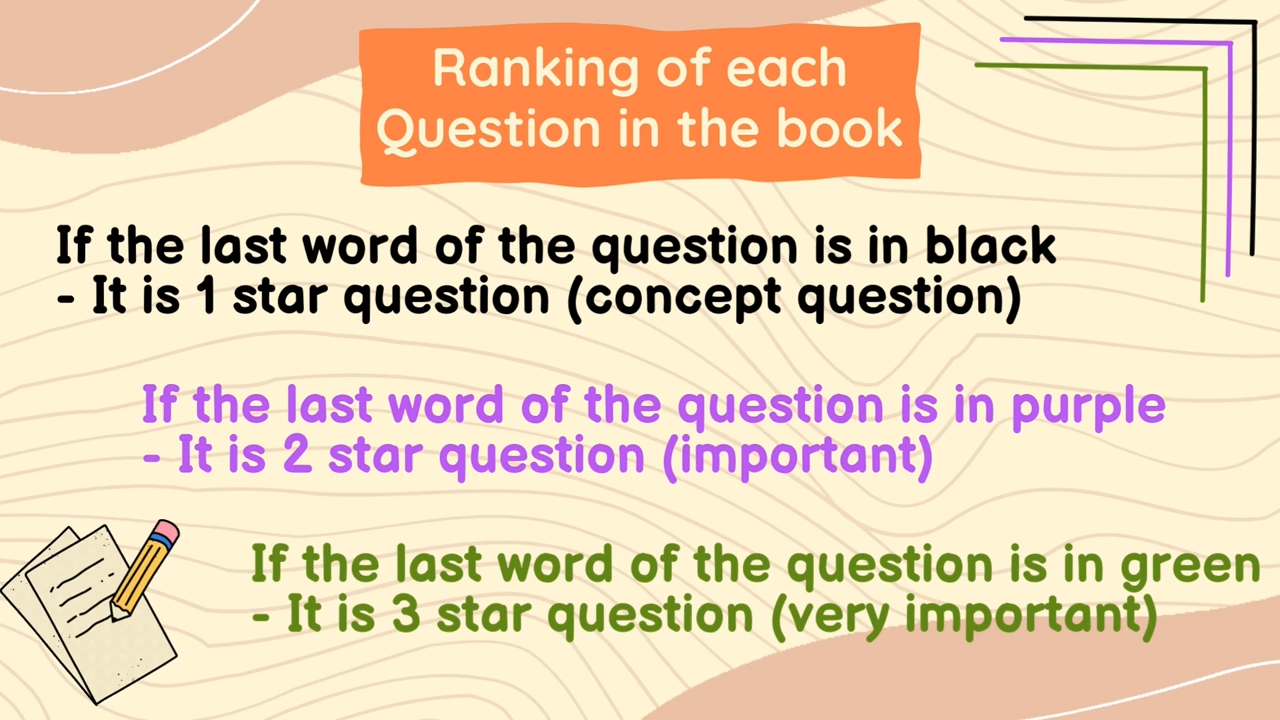 Ranking of each
Question in the book
If the last word of the question is in black
- It is 1 star question (concept question)
If the last word of the question is in purple
- It is 2 star question (important)
If the last word of the question is in green
- It is 3 star question (very important)